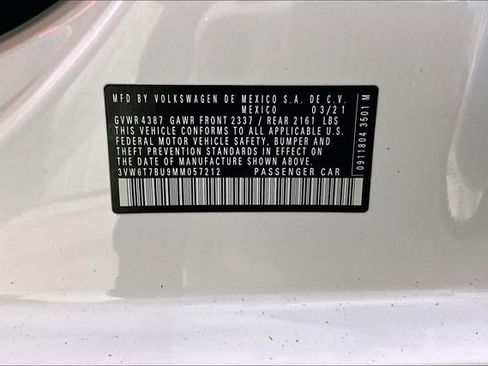 MFD BY VOLKSWAGEN DE MEXICO S.A. DE C.V.
MEXICO 03/21
GVWR 4387 GAWR FRONT 2337 / REAR 2161 LBS
THIS VEHICLE CONFORMS TO ALL APPLICABLE U.S.
FEDERAL MOTOR VEHICLE SAFETY, BUMPER AND
THEFT PREVENTION STANDARDS IN EFFECT ON
THE DATE OF MANUFACTURE SHOWN ABOVE
3VW6T7BU9MM057212 PASSENGER CAR
0911804 3501 M